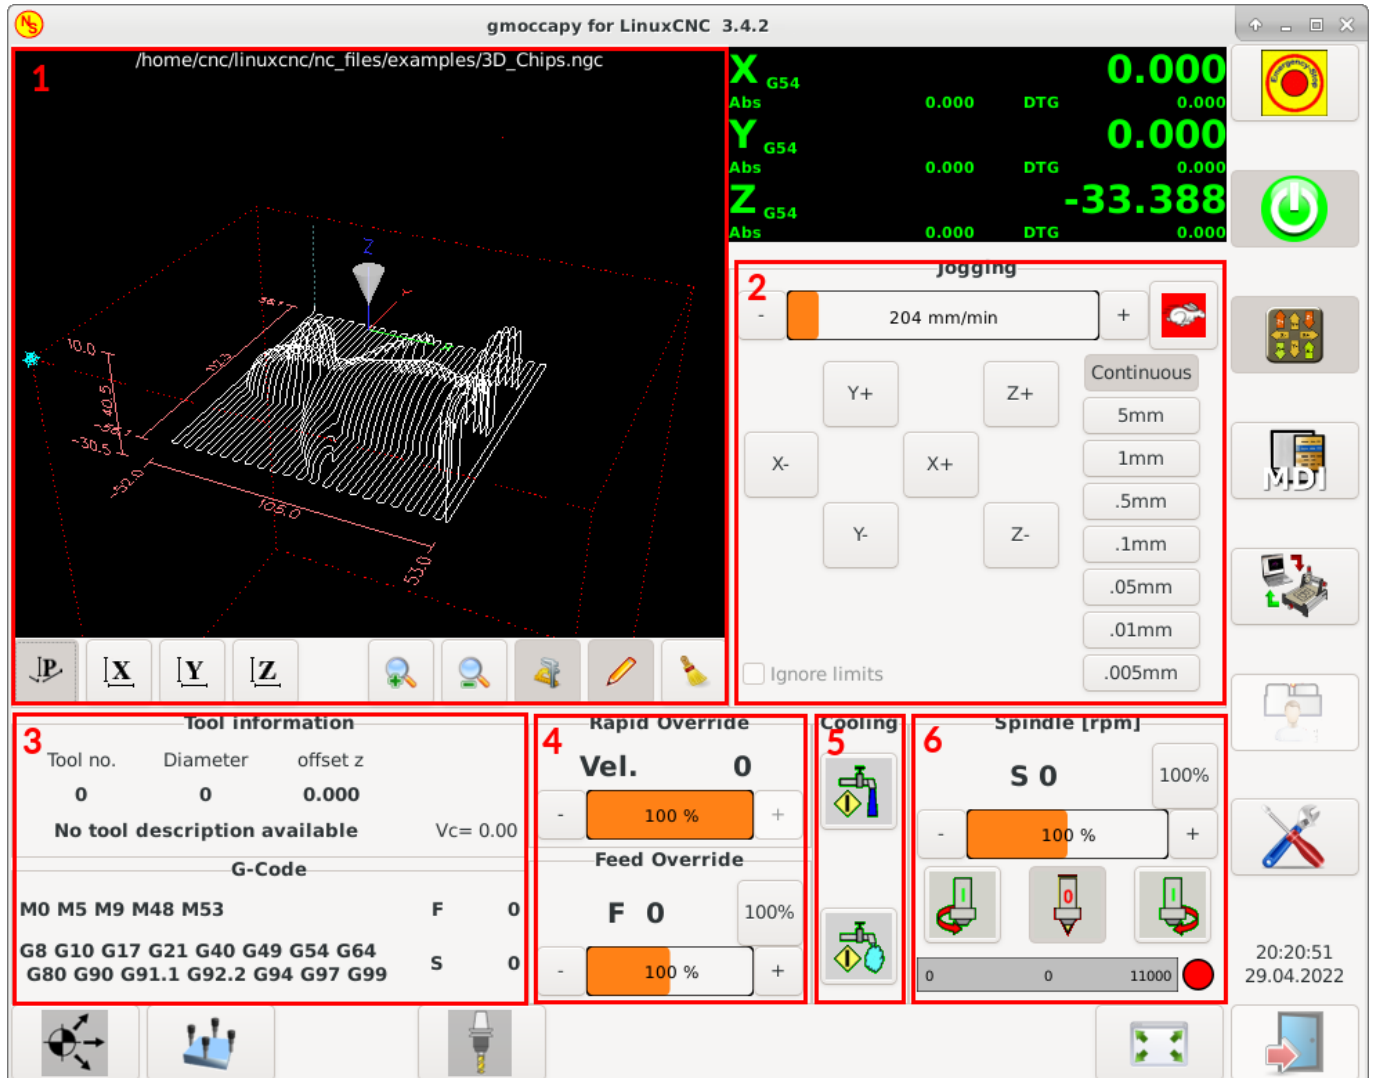 NS
gmoccapy for LinuxCNC 3.4.2
1
/home/cnc/linuxcnc/nc_files/examples/3D_Chips.ngc
X G54 0.000
Abs 0.000 DTG 0.000
Y G54 0.000
Abs 0.000 DTG 0.000
Z G54 -33.388
Abs 0.000 DTG 0.000
Emergency-Stop
Z
Y
10.0
40.5
-30.5
-52.0
105.0
53.0
P X Y Z
2
Jogging
- 204 mm/min +
Y+ Z+
X- X+
Y- Z-
Continuous
5mm
1mm
.5mm
.1mm
.05mm
.01mm
.005mm
Ignore limits
MDI
3
Tool information
Tool no. Diameter offset z
0 0 0.000
No tool description available Vc= 0.00
G-Code
M0 M5 M9 M48 M53 F 0
G8 G10 G17 G21 G40 G49 G54 G64
G80 G90 G91.1 G92.2 G94 G97 G99
S 0
4
Rapid Override
Vel. 0
- 100 % +
Feed Override
F 0 100%
- 100 % +
5
Cooling
6
Spindle [rpm]
S 0 100%
- 100 % +
I 0 I
0 0 11000
20:20:51
29.04.2022